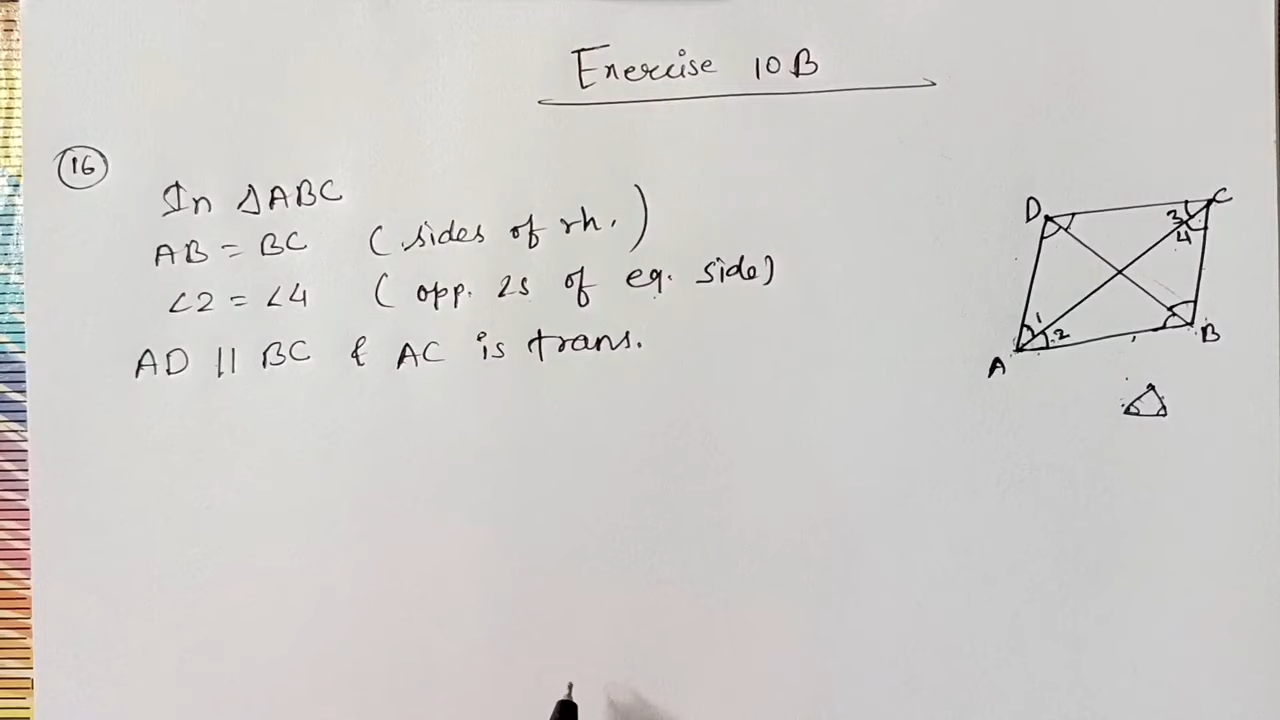 Exercise 10B
16
In ΔABC
AB = BC (sides of rh.)
∠2 = ∠4 (opp. ∠s of eq. side)
AD || BC & AC is trans.
D C
3
4
1
2
A B